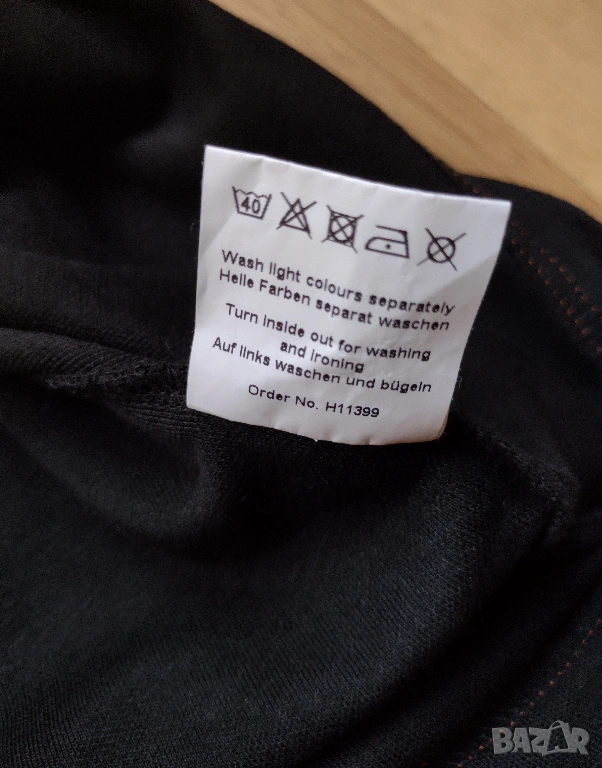 40
Wash light colours separately
Helle Farben separat waschen
Turn inside out for washing
and ironing
Auf links waschen und bügeln
Order No. H11399
BAZAR